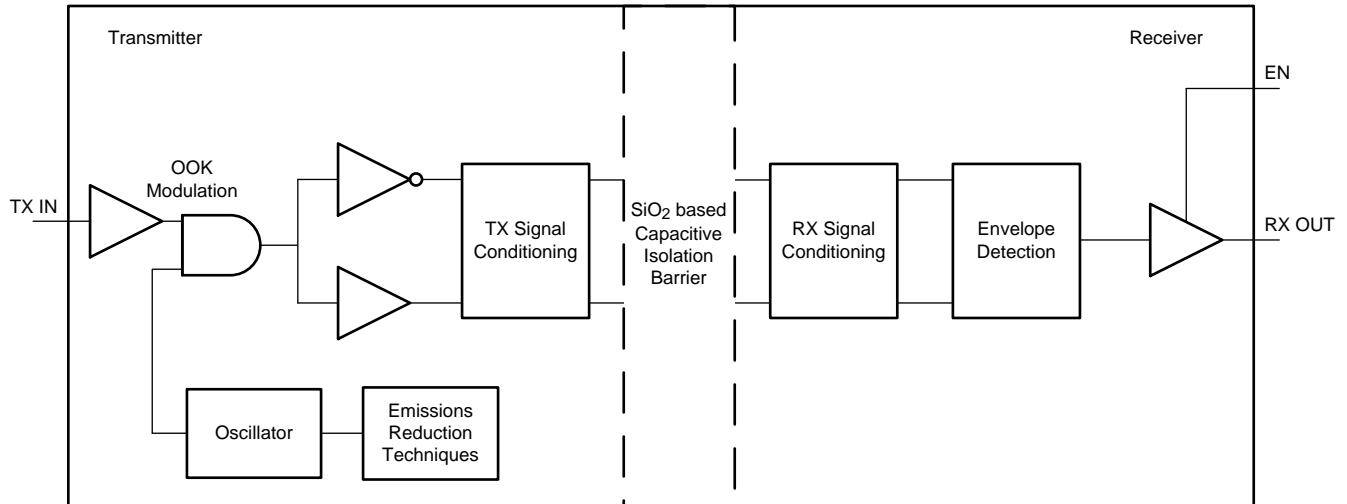 Transmitter
Receiver
EN
OOK
Modulation
TX IN
TX Signal
Conditioning
SiO2 based
Capacitive
Isolation
Barrier
RX Signal
Conditioning
Envelope
Detection
RX OUT
Oscillator
Emissions
Reduction
Techniques